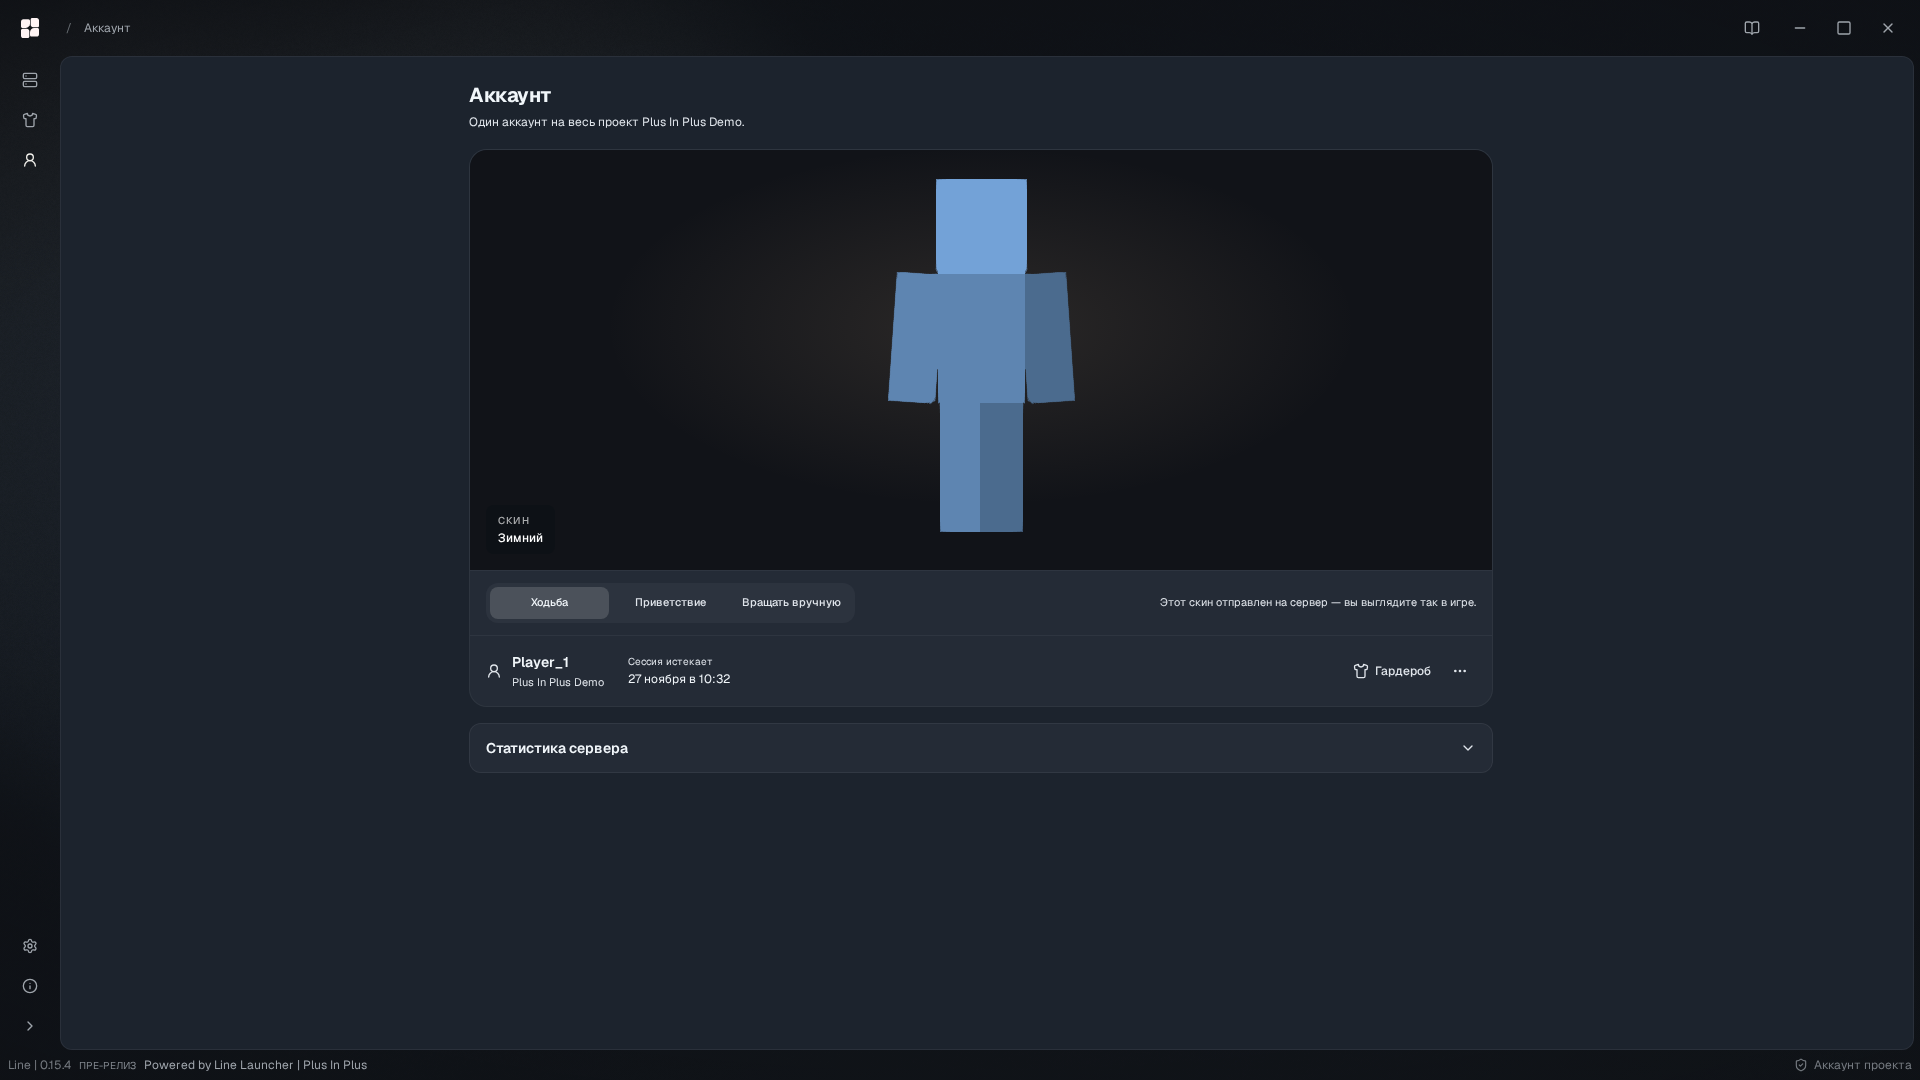 / Аккаунт
Аккаунт
Один аккаунт на весь проект Plus In Plus Demo.
СКИН
Зимний
Ходьба
Приветствие
Вращать вручную
Этот скин отправлен на сервер — вы выглядите так в игре.
Player_1
Plus In Plus Demo
Сессия истекает
27 ноября в 10:32
Гардероб
Статистика сервера
Line | 0.15.4 ПРЕ-РЕЛИЗ Powered by Line Launcher | Plus In Plus
Аккаунт проекта